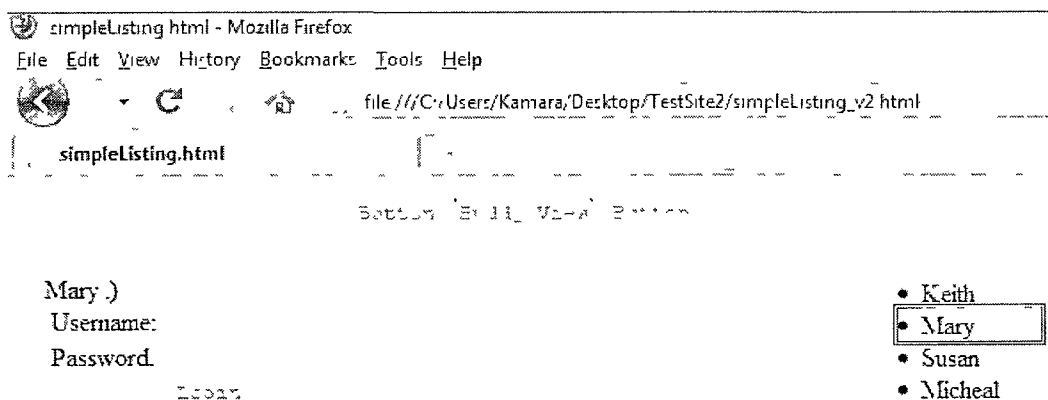 simpleListing html - Mozilla Firefox
File Edit View History Bookmarks Tools Help
file ///C:/Users/Kamara/Desktop/TestSite2/simpleListing_v2 html
simpleListing.html
Mary :)
Username:
Password.
Keith
Mary
Susan
Micheal